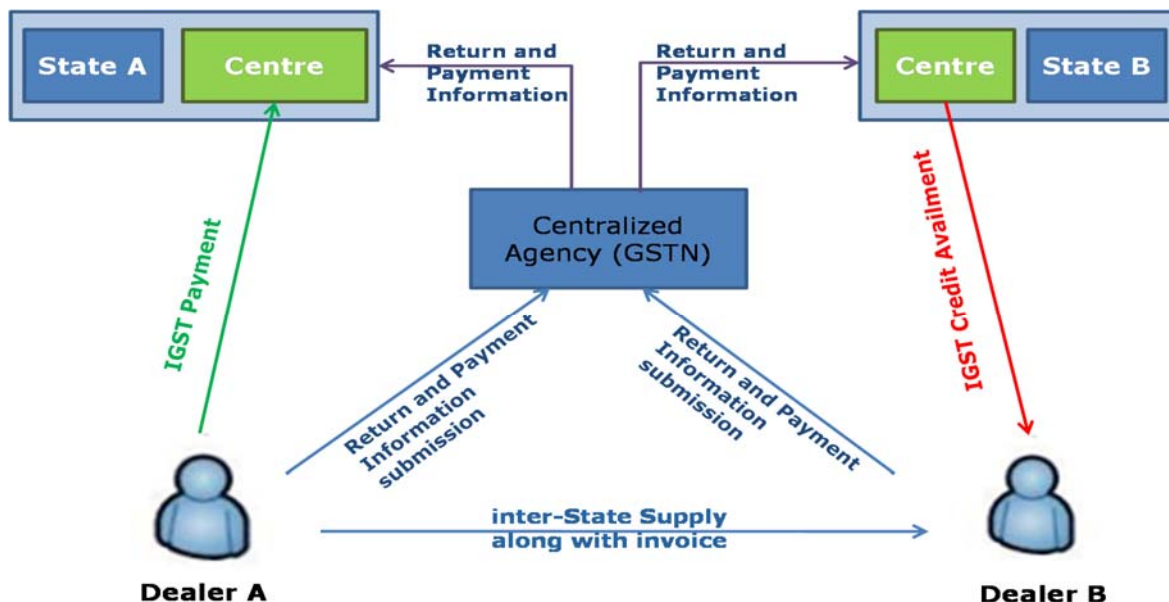 State A
Centre
Return and
Payment
Information
Return and
Payment
Information
Centre
State B
Centralized
Agency (GSTN)
IGST Payment
IGST Credit Availment
Return and Payment
Information
submission
Return and Payment
Information
submission
inter-State Supply
along with invoice
Dealer A
Dealer B